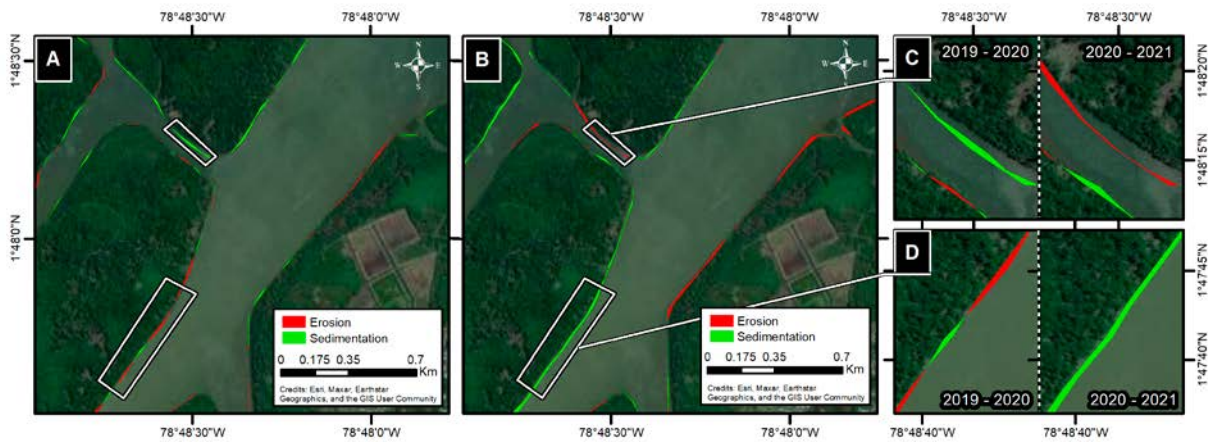 78°48'30"W 78°48'0"W 78°48'30"W 78°48'0"W 78°48'30"W 78°48'30"W
1°48'30"N
1°48'0"N
A
N
W E
S
Erosion
Sedimentation
0 0.175 0.35 0.7
Km
Credits: Esri, Maxar, Earthstar
Geographics, and the GIS User Community
B
N
W E
S
Erosion
Sedimentation
0 0.175 0.35 0.7
Km
Credits: Esri, Maxar, Earthstar
Geographics, and the GIS User Community
C
2019 - 2020 2020 - 2021
1°48'20"N
1°48'15"N
D
2019 - 2020 2020 - 2021
1°47'45"N
1°47'40"N
78°48'30"W 78°48'0"W 78°48'30"W 78°48'0"W 78°48'40"W 78°48'40"W